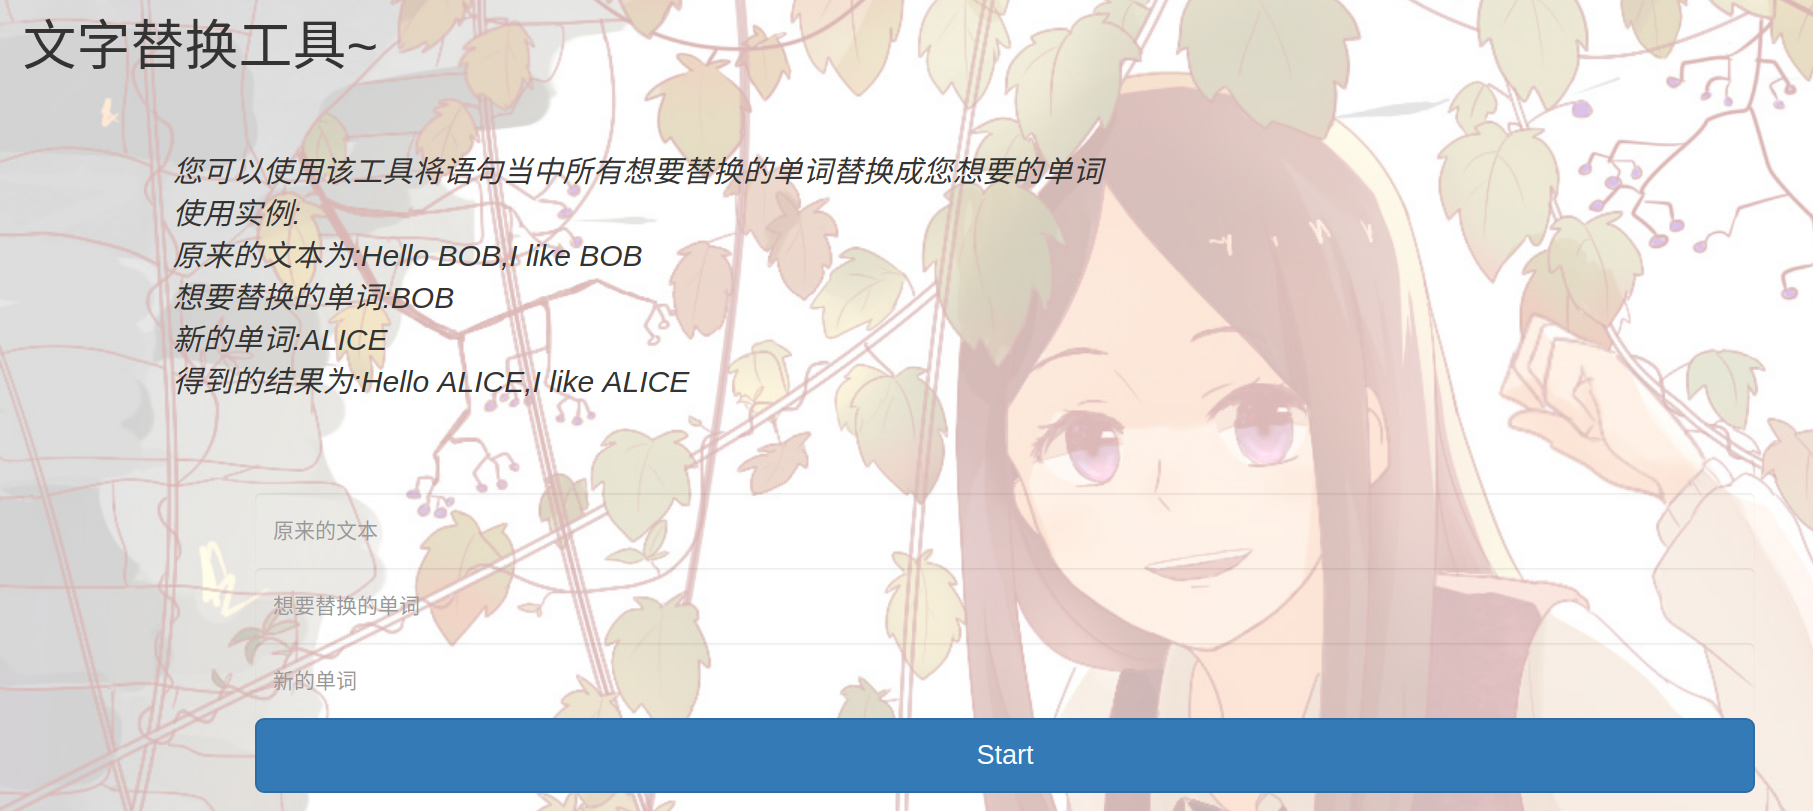 文字替换工具~
您可以使用该工具将语句当中所有想要替换的单词替换成您想要的单词
使用实例:
原来的文本为:Hello BOB,I like BOB
想要替换的单词:BOB
新的单词:ALICE
得到的结果为:Hello ALICE,I like ALICE
原来的文本
想要替换的单词
新的单词
Start